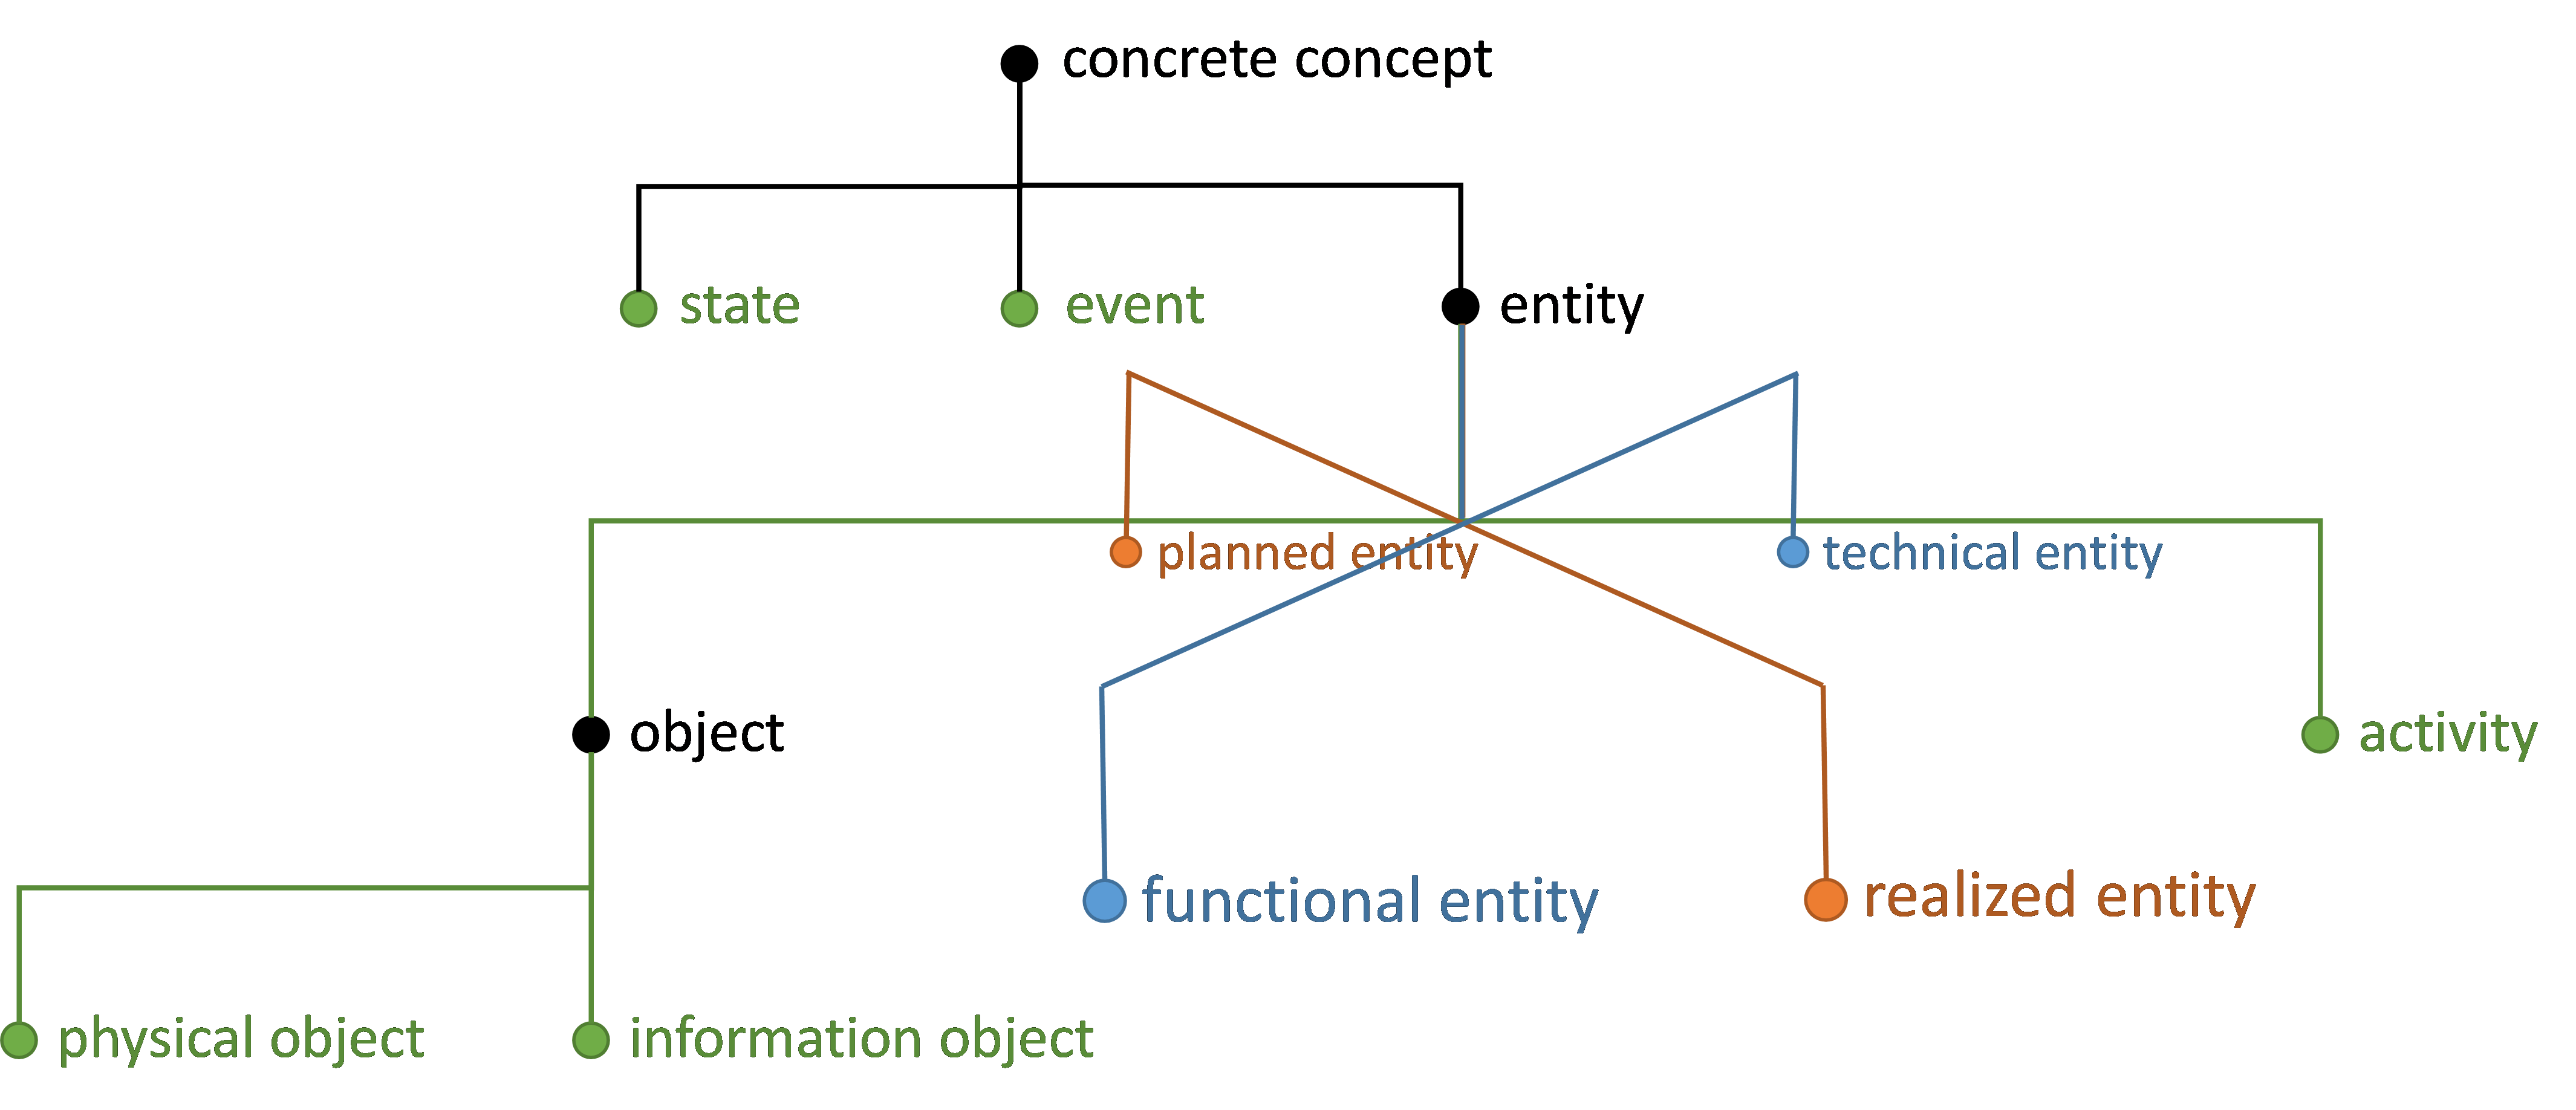 concrete concept
state
event
entity
planned entity
technical entity
object
activity
functional entity
realized entity
physical object
information object